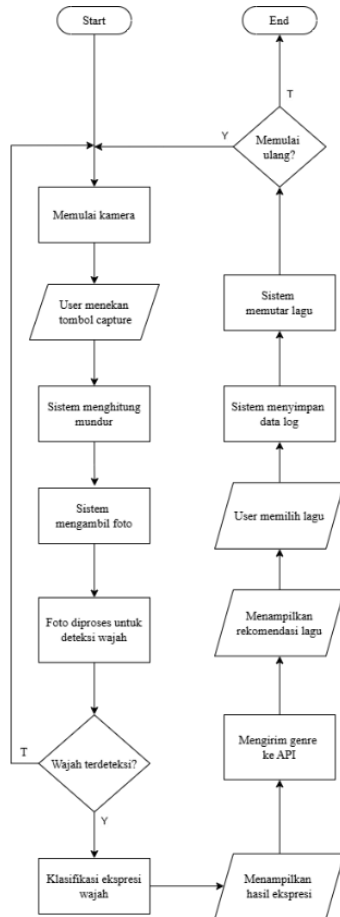 Start
Memulai kamera
User menekan
tombol capture
Sistem menghitung
mundur
Sistem
mengambil foto
Foto diproses untuk
deteksi wajah
Wajah terdeteksi?
T
Y
Klasifikasi ekspresi
wajah
Menampilkan
hasil ekspresi
Mengirim genre
ke API
Menampilkan
rekomendasi lagu
User memilih lagu
Sistem menyimpan
data log
Sistem
memutar lagu
Memulai
ulang?
Y
T
End